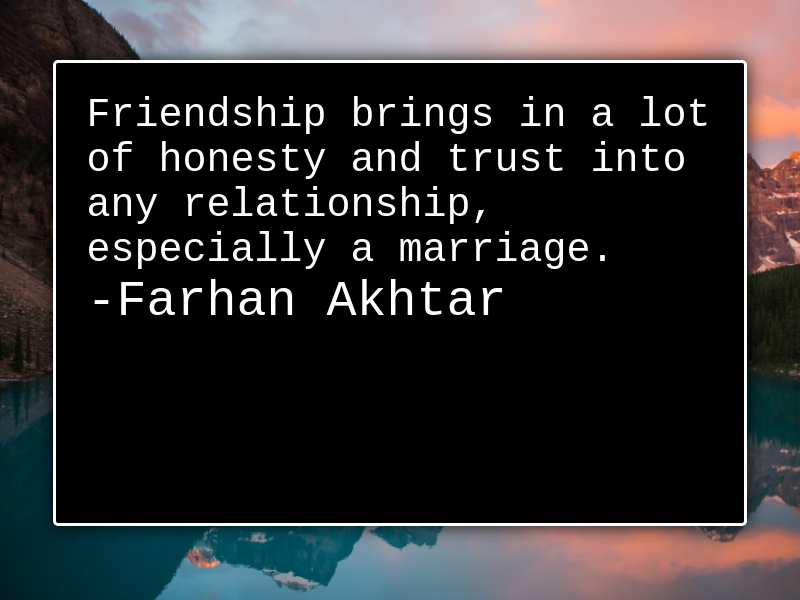 Friendship brings in a lot
of honesty and trust into
any relationship,
especially a marriage.
-Farhan Akhtar